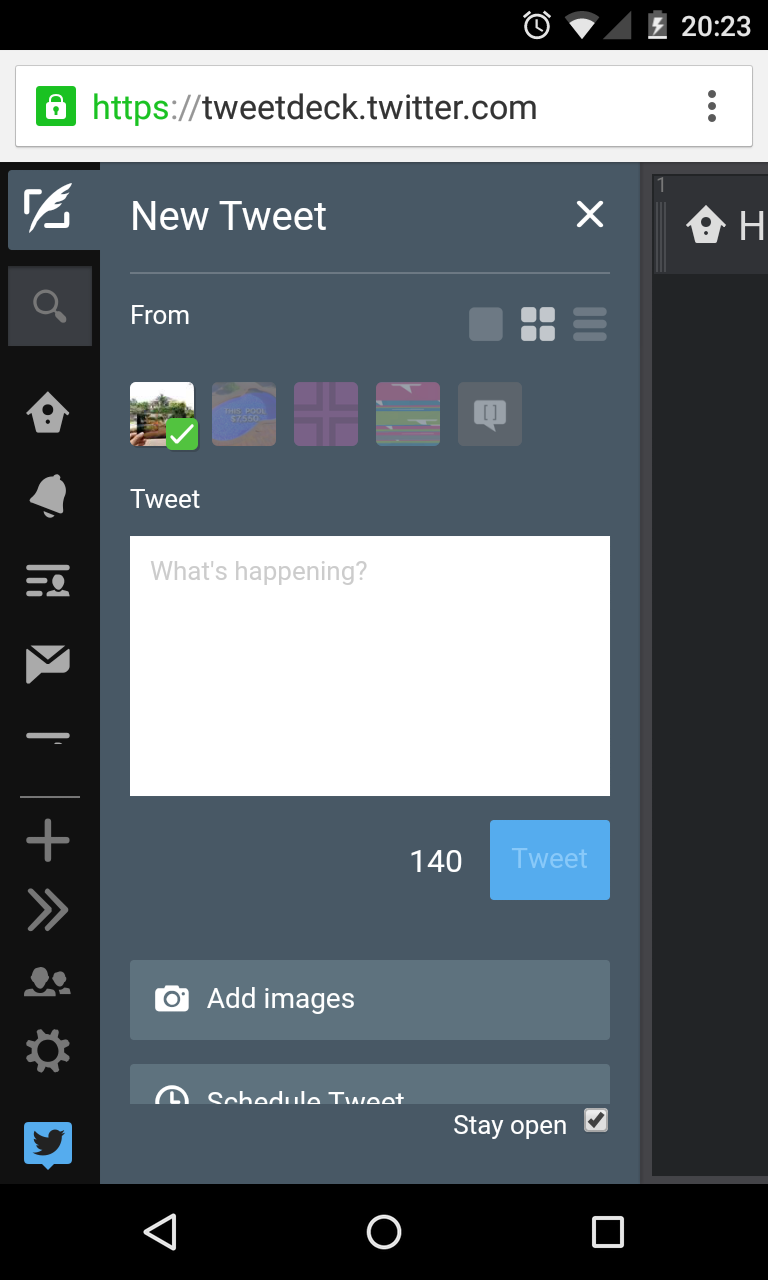 20:23
https://tweetdeck.twitter.com
New Tweet
1
H
From
THIS POOL
$7,560
[ ]
Tweet
What's happening?
140
Tweet
Add images
Schedule Tweet
Stay open